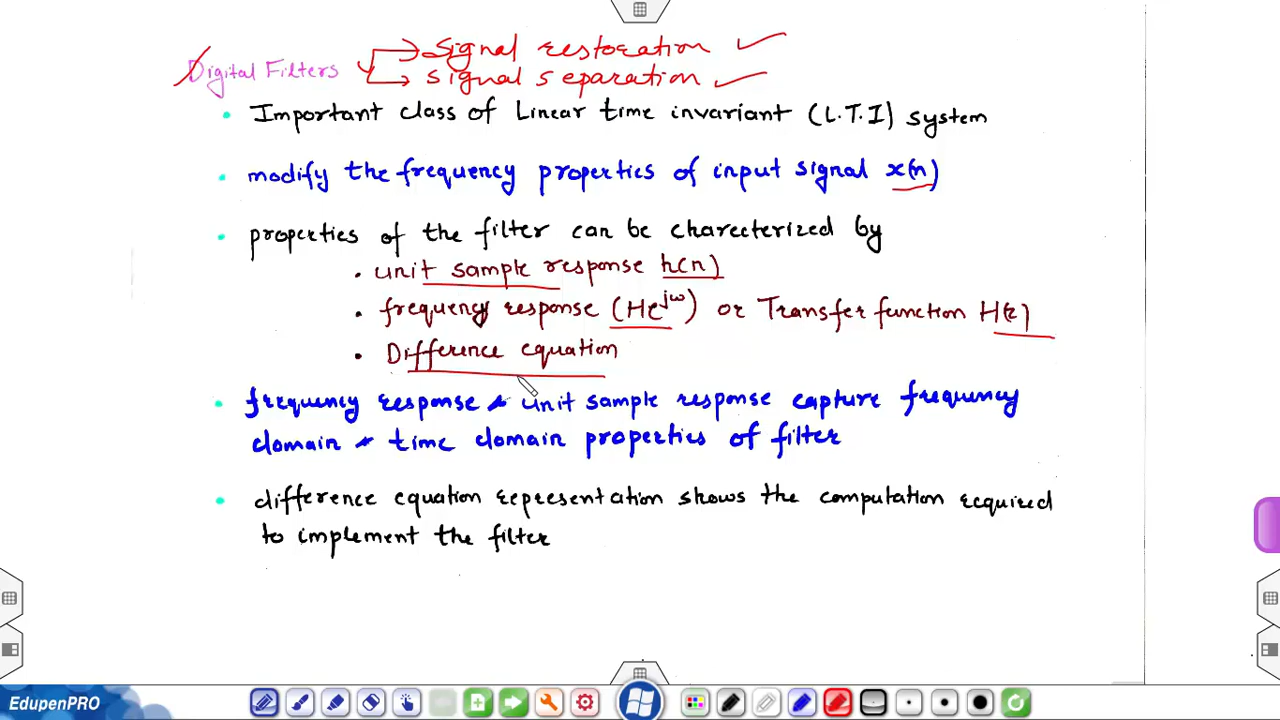 Digital Filters
Signal restoration
signal separation
Important class of Linear time invariant (L.T.I) system
modify the frequency properties of input signal x(n)
properties of the filter can be charecterized by
unit sample response h(n)
frequency response (He^jω) or Transfer function H(z)
Difference equation
frequency response & unit sample response capture frequency
domain & time domain properties of filter
difference equation representation shows the computation required
to implement the filter
EdupenPRO